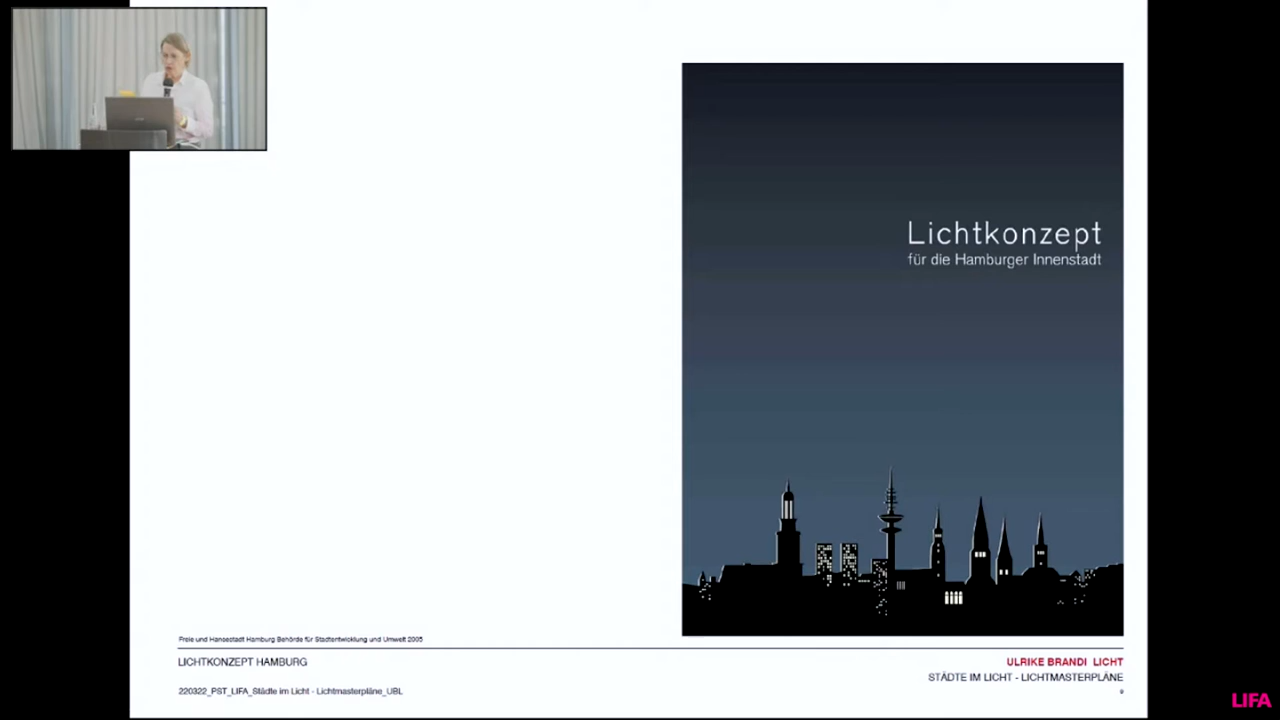 Lichtkonzept
für die Hamburger Innenstadt
Freie und Hansestadt Hamburg Behörde für Stadtentwicklung und Umwelt 2005
LICHTKONZEPT HAMBURG
220322_PST_LIFA_Städte im Licht - Lichtmasterpläne_UBL
ULRIKE BRANDI LICHT
STÄDTE IM LICHT - LICHTMASTERPLÄNE
9
LIFA